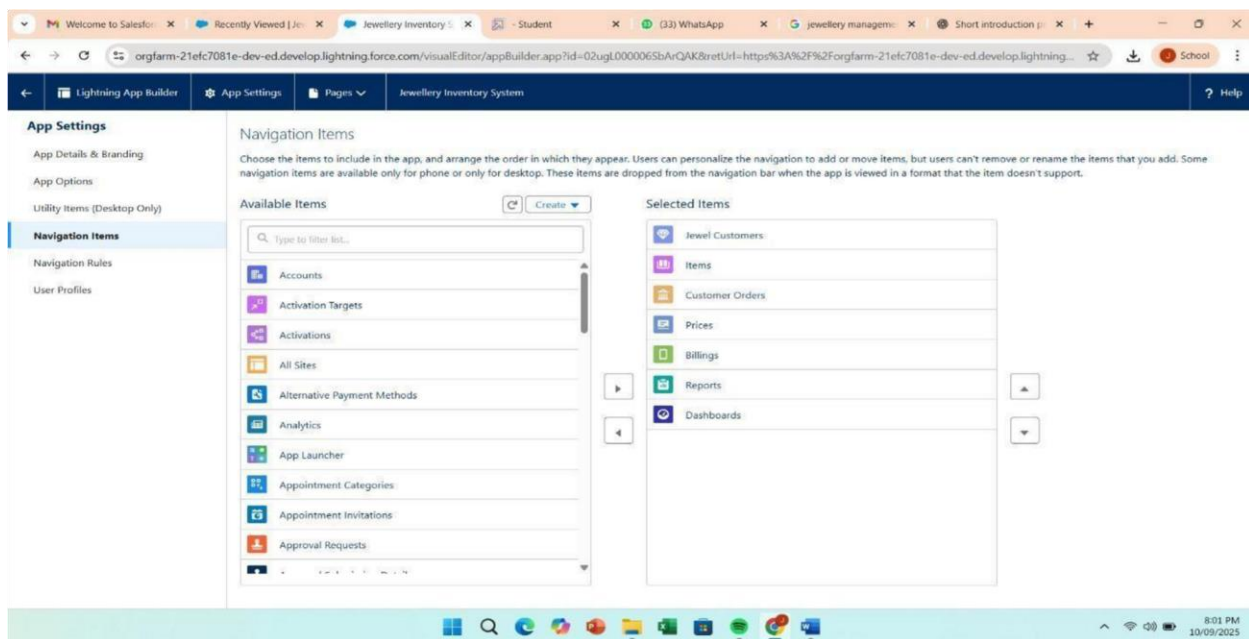 Welcome to Salesfor
Recently Viewed | Je
Jewellery Inventory S
- Student
(33) WhatsApp
jewellery manageme
Short introduction p
orgfarm-21efc7081e-dev-ed.develop.lightning.force.com/visualEditor/appBuilder.app?id=02ugL000006SbArQAK&retUrl=https%3A%2F%2Forgfarm-21efc7081e-dev-ed.develop.lightning...
School
Lightning App Builder
App Settings
Pages
Jewellery Inventory System
? Help
App Settings
App Details & Branding
App Options
Utility Items (Desktop Only)
Navigation Items
Navigation Rules
User Profiles
Navigation Items
Choose the items to include in the app, and arrange the order in which they appear. Users can personalize the navigation to add or move items, but users can't remove or rename the items that you add. Some
navigation items are available only for phone or only for desktop. These items are dropped from the navigation bar when the app is viewed in a format that the item doesn't support.
Available Items
Create
Type to filter list...
Accounts
Activation Targets
Activations
All Sites
Alternative Payment Methods
Analytics
App Launcher
Appointment Categories
Appointment Invitations
Approval Requests
Selected Items
Jewel Customers
Items
Customer Orders
Prices
Billings
Reports
Dashboards
8:01 PM
10/09/2025